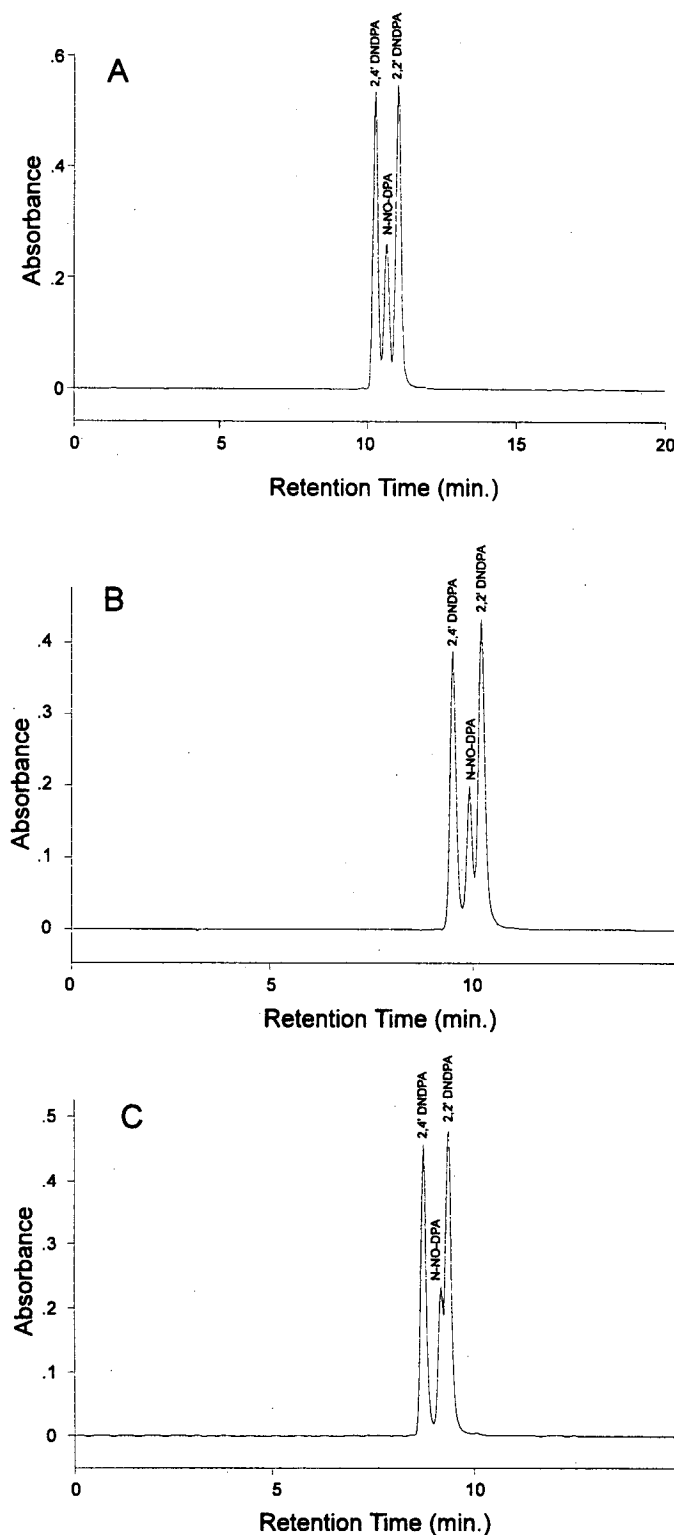 A
2,4' DNDPA
N-NO-DPA
2,2' DNDPA
.6
.4
.2
0
Absorbance
0 5 10 15 20
Retention Time (min.)
B
2,4' DNDPA
N-NO-DPA
2,2' DNDPA
.4
.3
.2
.1
0
Absorbance
0 5 10
Retention Time (min.)
C
2,4' DNDPA
N-NO-DPA
2,2' DNDPA
.5
.4
.3
.2
.1
0
Absorbance
0 5 10
Retention Time (min.)